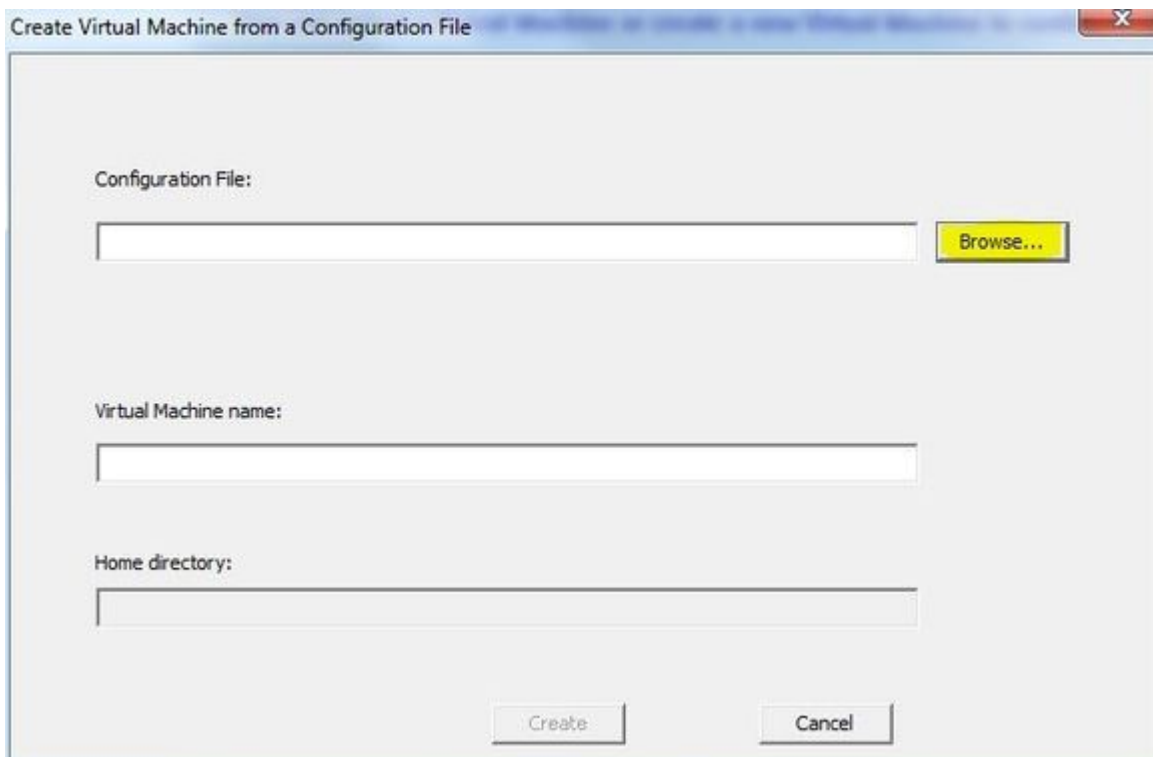 Create Virtual Machine from a Configuration File
Configuration File:
Browse...
Virtual Machine name:
Home directory:
Create
Cancel